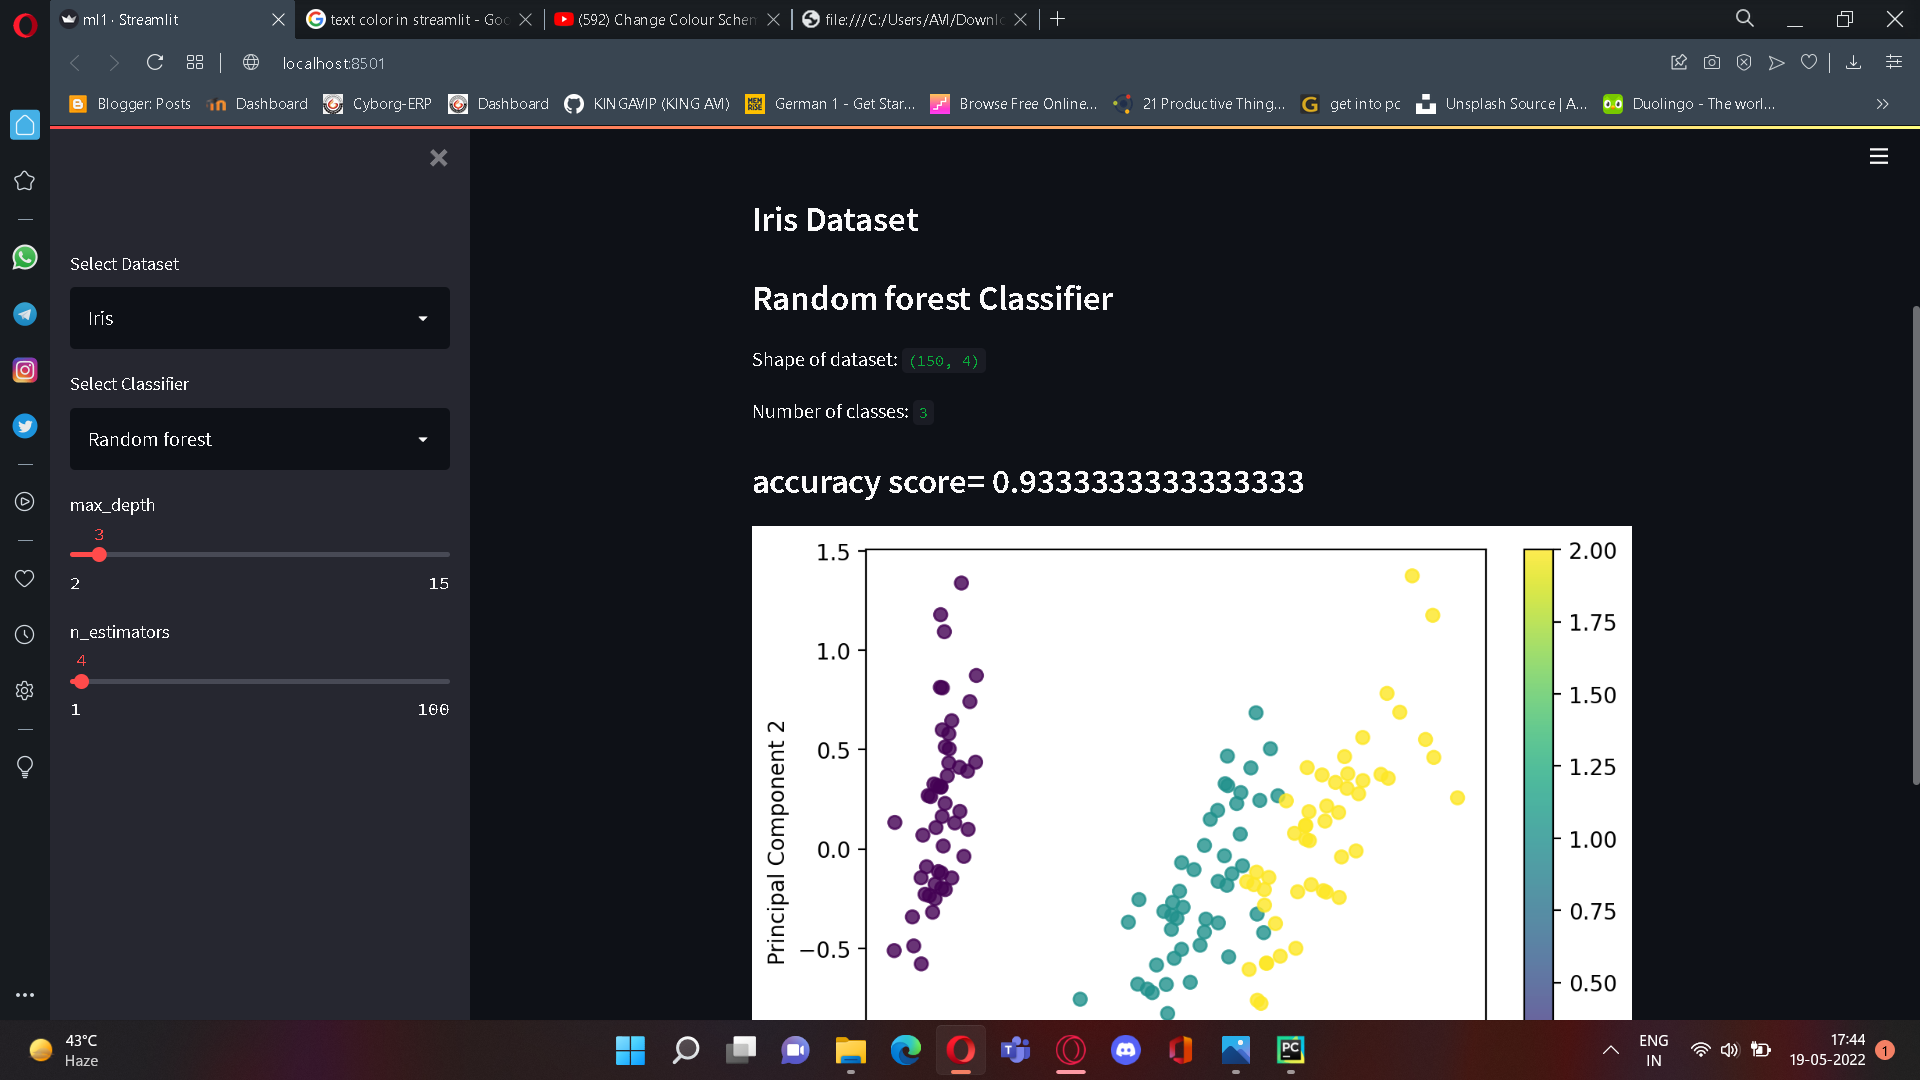 ml1 · Streamlit
text color in streamlit - Goo
(592) Change Colour Schem
file:///C:/Users/AVI/Downlo
localhost:8501
Blogger: Posts
Dashboard
Cyborg-ERP
Dashboard
KINGAVIP (KING AVI)
German 1 - Get Star...
Browse Free Online...
21 Productive Thing...
get into pc
Unsplash Source | A...
Duolingo - The worl...
Select Dataset
Iris
Select Classifier
Random forest
max_depth
3
2 15
n_estimators
4
1 100
Iris Dataset
Random forest Classifier
Shape of dataset: (150, 4)
Number of classes: 3
accuracy score= 0.9333333333333333
Principal Component 2
1.5
1.0
0.5
0.0
−0.5
2.00
1.75
1.50
1.25
1.00
0.75
0.50
43°C
Haze
MEM
RISE
PC
ENG
IN
17:44
19-05-2022
1